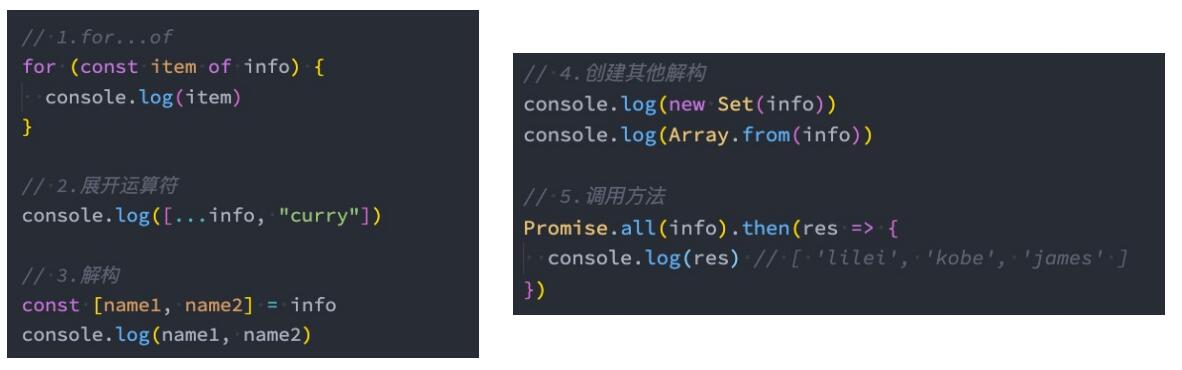 // 1.for...of
for (const item of info) {
  console.log(item)
}
// 2.展开运算符
console.log([...info, "curry"])
// 3.解构
const [name1, name2] = info
console.log(name1, name2)
// 4.创建其他解构
console.log(new Set(info))
console.log(Array.from(info))
// 5.调用方法
Promise.all(info).then(res => {
  console.log(res) // [ 'lilei', 'kobe', 'james' ]
})